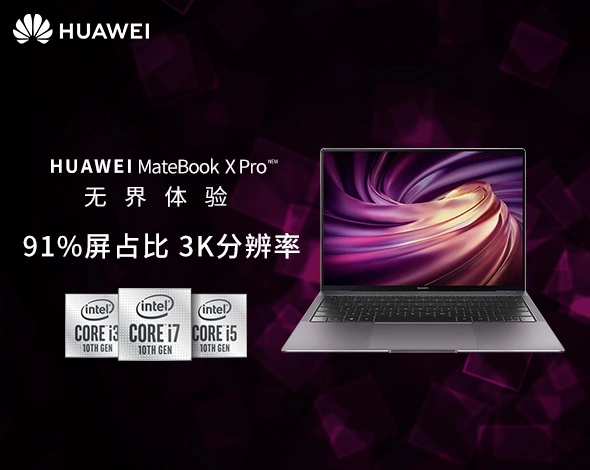 HUAWEI
HUAWEI MateBook X Pro NEW
无界体验
91%屏占比 3K分辨率
intel CORE i3 10TH GEN
intel CORE i7 10TH GEN
intel CORE i5 10TH GEN
HUAWEI